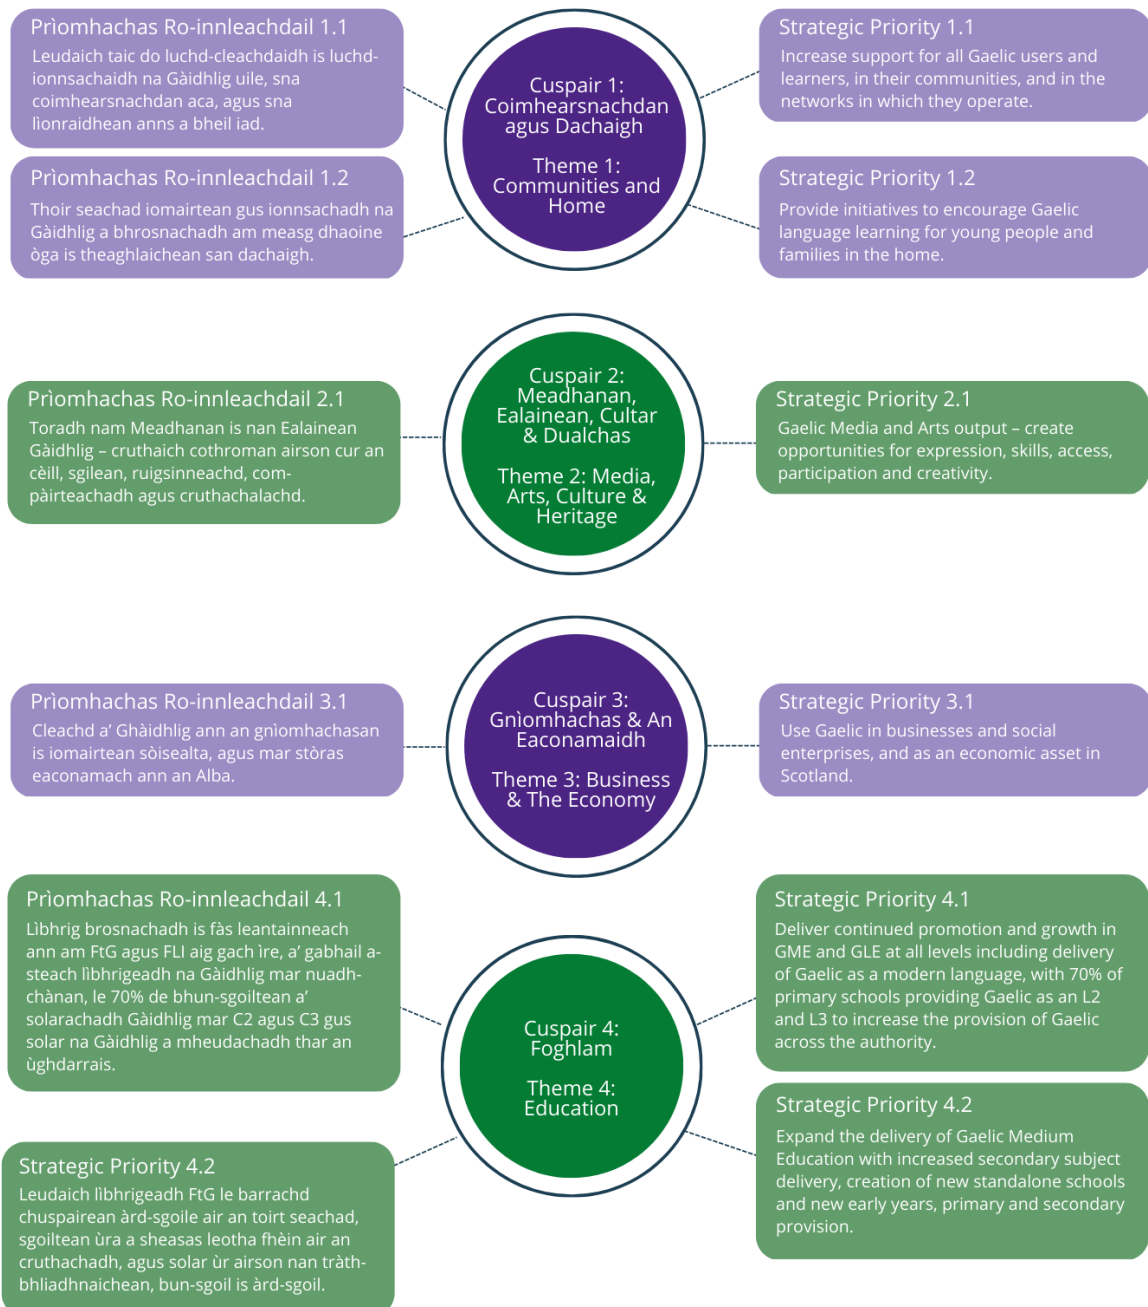 Prìomhachas Ro-innleachdail 1.1
Leudaich taic do luchd-cleachdaidh is luchd-
ionnsachaidh na Gàidhlig uile, sna
coimhearsnachdan aca, agus sna
lìonraidhean anns a bheil iad.
Prìomhachas Ro-innleachdail 1.2
Thoir seachad iomairtean gus ionnsachadh na
Gàidhlig a bhrosnachadh am measg dhaoine
òga is theaghlaichean san dachaigh.
Cuspair 1:
Coimhearsnachdan
agus Dachaigh
Theme 1:
Communities and
Home
Strategic Priority 1.1
Increase support for all Gaelic users and
learners, in their communities, and in the
networks in which they operate.
Strategic Priority 1.2
Provide initiatives to encourage Gaelic
language learning for young people and
families in the home.
Prìomhachas Ro-innleachdail 2.1
Toradh nam Meadhanan is nan Ealainean
Gàidhlig – cruthaich cothroman airson cur an
cèill, sgilean, ruigsinneachd, com-
pàirteachadh agus cruthachalachd.
Cuspair 2:
Meadhanan,
Ealainean, Cultar
& Dualchas
Theme 2: Media,
Arts, Culture &
Heritage
Strategic Priority 2.1
Gaelic Media and Arts output – create
opportunities for expression, skills, access,
participation and creativity.
Prìomhachas Ro-innleachdail 3.1
Cleachd a’ Ghàidhlig ann an gnìomhachasan
is iomairtean sòisealta, agus mar stòras
eaconamach ann an Alba.
Cuspair 3:
Gnìomhachas & An
Eaconamaidh
Theme 3: Business
& The Economy
Strategic Priority 3.1
Use Gaelic in businesses and social
enterprises, and as an economic asset in
Scotland.
Prìomhachas Ro-innleachdail 4.1
Lìbhrig brosnachadh is fàs leantainneach
ann am FtG agus FLI aig gach ìre, a’ gabhail a-
steach lìbhrigeadh na Gàidhlig mar nuadh-
chànan, le 70% de bhun-sgoiltean a’
solarachadh Gàidhlig mar C2 agus C3 gus
solar na Gàidhlig a mheudachadh thar an
ùghdarrais.
Strategic Priority 4.2
Leudaich lìbhrigeadh FtG le barrachd
chuspairean àrd-sgoile air an toirt seachad,
sgoiltean ùra a sheasas leotha fhèin air an
cruthachadh, agus solar ùr airson nan tràth-
bhliadhnaichean, bun-sgoil is àrd-sgoil.
Cuspair 4:
Foghlam
Theme 4:
Education
Strategic Priority 4.1
Deliver continued promotion and growth in
GME and GLE at all levels including delivery
of Gaelic as a modern language, with 70% of
primary schools providing Gaelic as an L2
and L3 to increase the provision of Gaelic
across the authority.
Strategic Priority 4.2
Expand the delivery of Gaelic Medium
Education with increased secondary subject
delivery, creation of new standalone schools
and new early years, primary and secondary
provision.